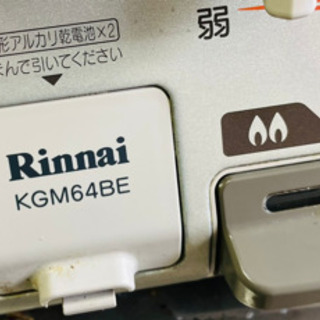 形アルカリ乾電池×2
まんで引いてください
弱
Rinnai
KGM64BE